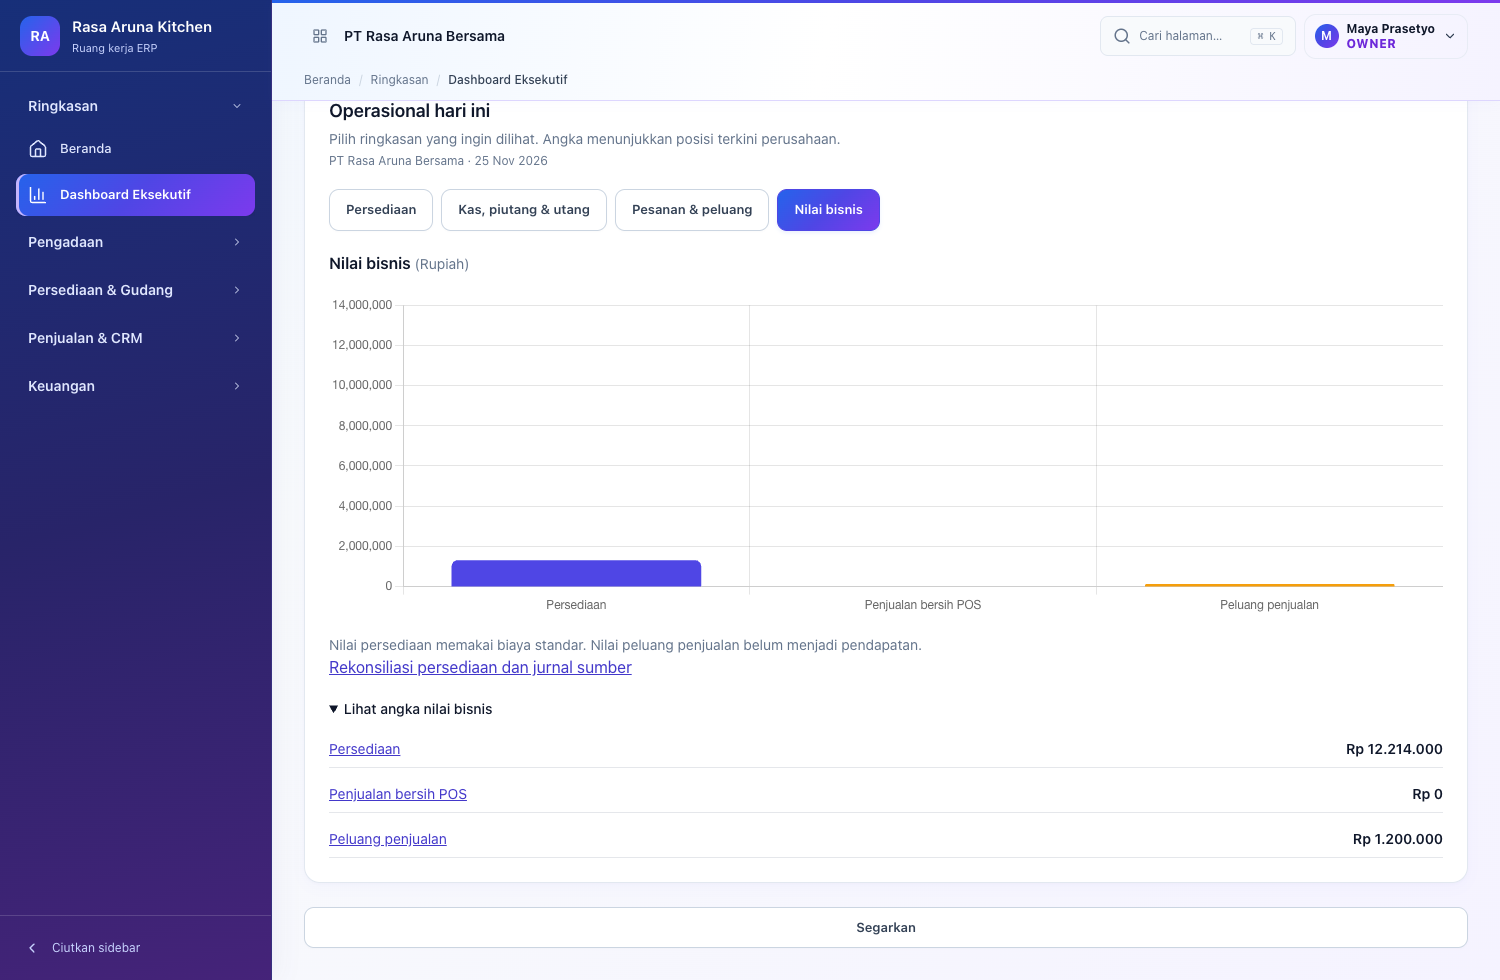 RA
Rasa Aruna Kitchen
Ruang kerja ERP
Ringkasan
Beranda
Dashboard Eksekutif
Pengadaan
Persediaan & Gudang
Penjualan & CRM
Keuangan
Ciutkan sidebar
PT Rasa Aruna Bersama
Cari halaman...
⌘ K
M
Maya Prasetyo
OWNER
Beranda / Ringkasan / Dashboard Eksekutif
Operasional hari ini
Pilih ringkasan yang ingin dilihat. Angka menunjukkan posisi terkini perusahaan.
PT Rasa Aruna Bersama · 25 Nov 2026
Persediaan
Kas, piutang & utang
Pesanan & peluang
Nilai bisnis
Nilai bisnis (Rupiah)
14,000,000
12,000,000
10,000,000
8,000,000
6,000,000
4,000,000
2,000,000
0
Persediaan
Penjualan bersih POS
Peluang penjualan
Nilai persediaan memakai biaya standar. Nilai peluang penjualan belum menjadi pendapatan.
Rekonsiliasi persediaan dan jurnal sumber
▼ Lihat angka nilai bisnis
Persediaan Rp 12.214.000
Penjualan bersih POS Rp 0
Peluang penjualan Rp 1.200.000
Segarkan